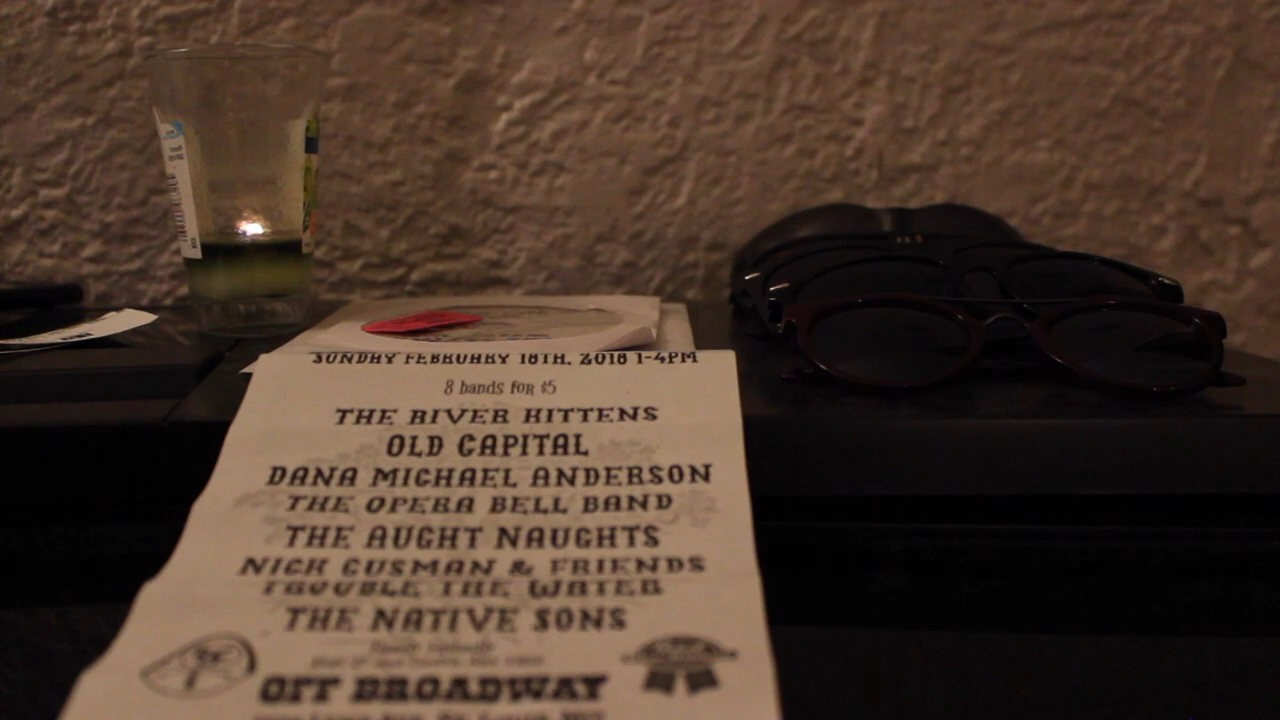 SUNDAY FEBRUARY 18TH, 2018 1-4PM
8 bands for $5
THE RIVER KITTENS
OLD CAPITAL
DANA MICHAEL ANDERSON
THE OPERA BELL BAND
THE AUGHT NAUGHTS
NICK GUSMAN & FRIENDS
TROUBLE THE WATER
THE NATIVE SONS
OFF BROADWAY